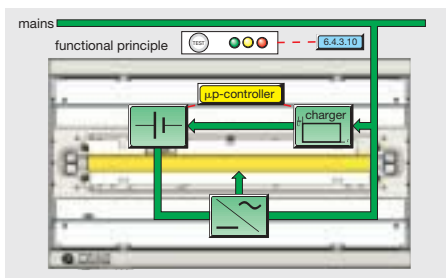 mains
functional principle
TEST
6.4.3.10
µp-controller
charger